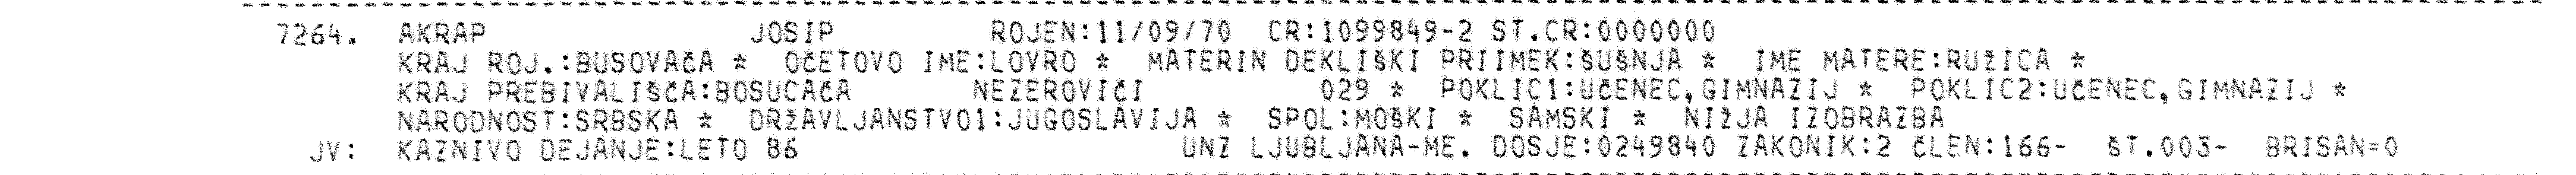 7264. AKRAP JOSIP ROJEN:11/09/70 CR:1099849-2 ST.CR:0000000
KRAJ ROJ.:BUSOVAČA * OČETOVO IME:LOVRO * MATERIN DEKLIŠKI PRIIMEK:ŠUŠNJA * IME MATERE:RUŽICA *
KRAJ PREBIVALIŠČA:BOSUCAČA NEZEROVIČI 029 * POKLIC1:UČENEC,GIMNAZIJ * POKLIC2:UČENEC,GIMNAZIJ *
NARODNOST:SRBSKA * DRŽAVLJANSTVO1:JUGOSLAVIJA * SPOL:MOŠKI * SAMSKI * NIŽJA IZOBRAZBA
JV: KAZNIVO DEJANJE:LETO 86 UNZ LJUBLJANA-ME. DOSJE:0249840 ZAKONIK:2 ČLEN:166- ŠT.003- BRISAN=0